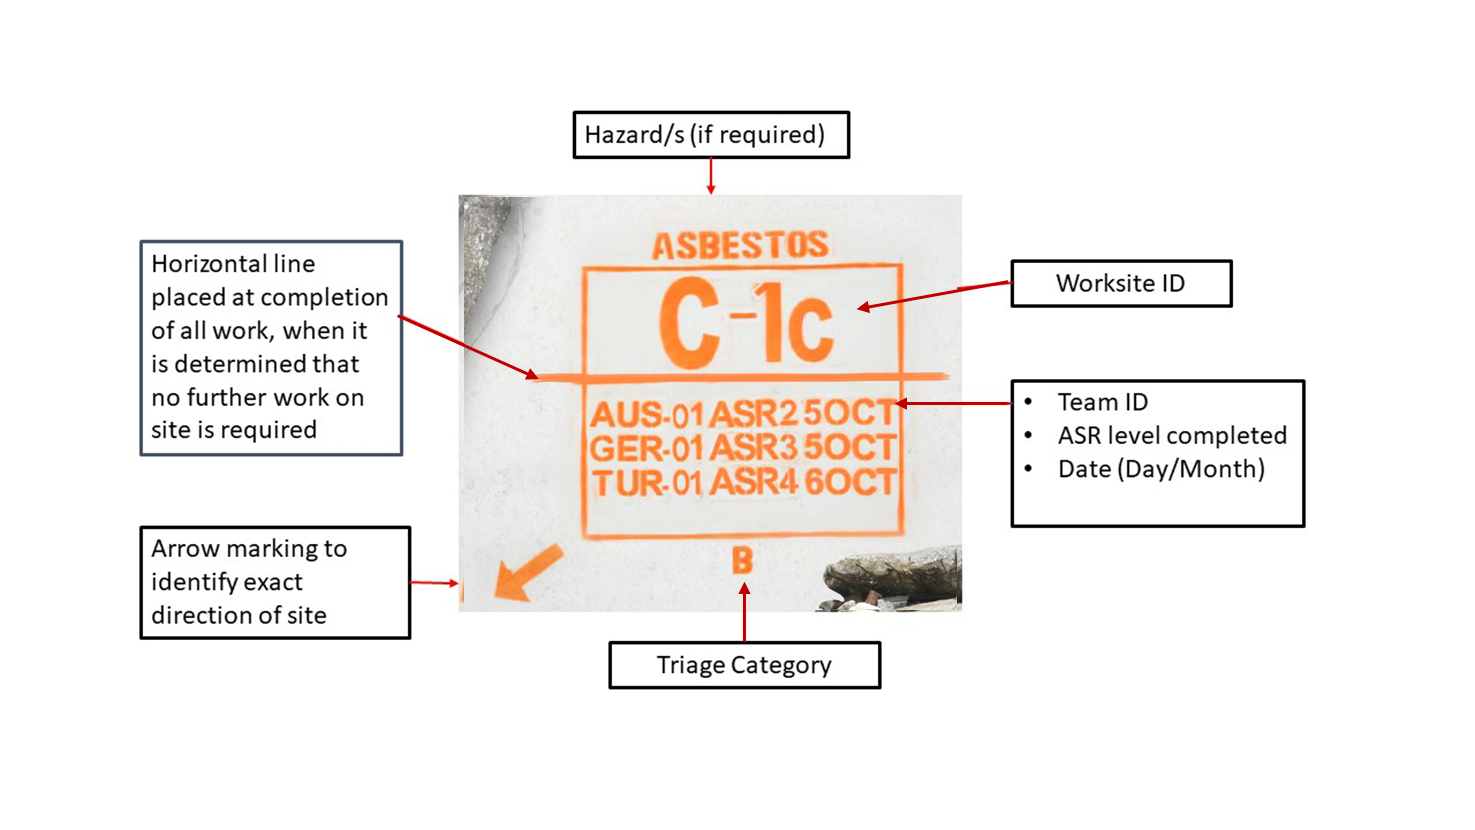 Hazard/s (if required)
ASBESTOS
C-1c
Worksite ID
Horizontal line
placed at completion
of all work, when it
is determined that
no further work on
site is required
AUS-01 ASR2 5OCT
GER-01 ASR3 5OCT
TUR-01 ASR4 6OCT
• Team ID
• ASR level completed
• Date (Day/Month)
Arrow marking to
identify exact
direction of site
B
Triage Category